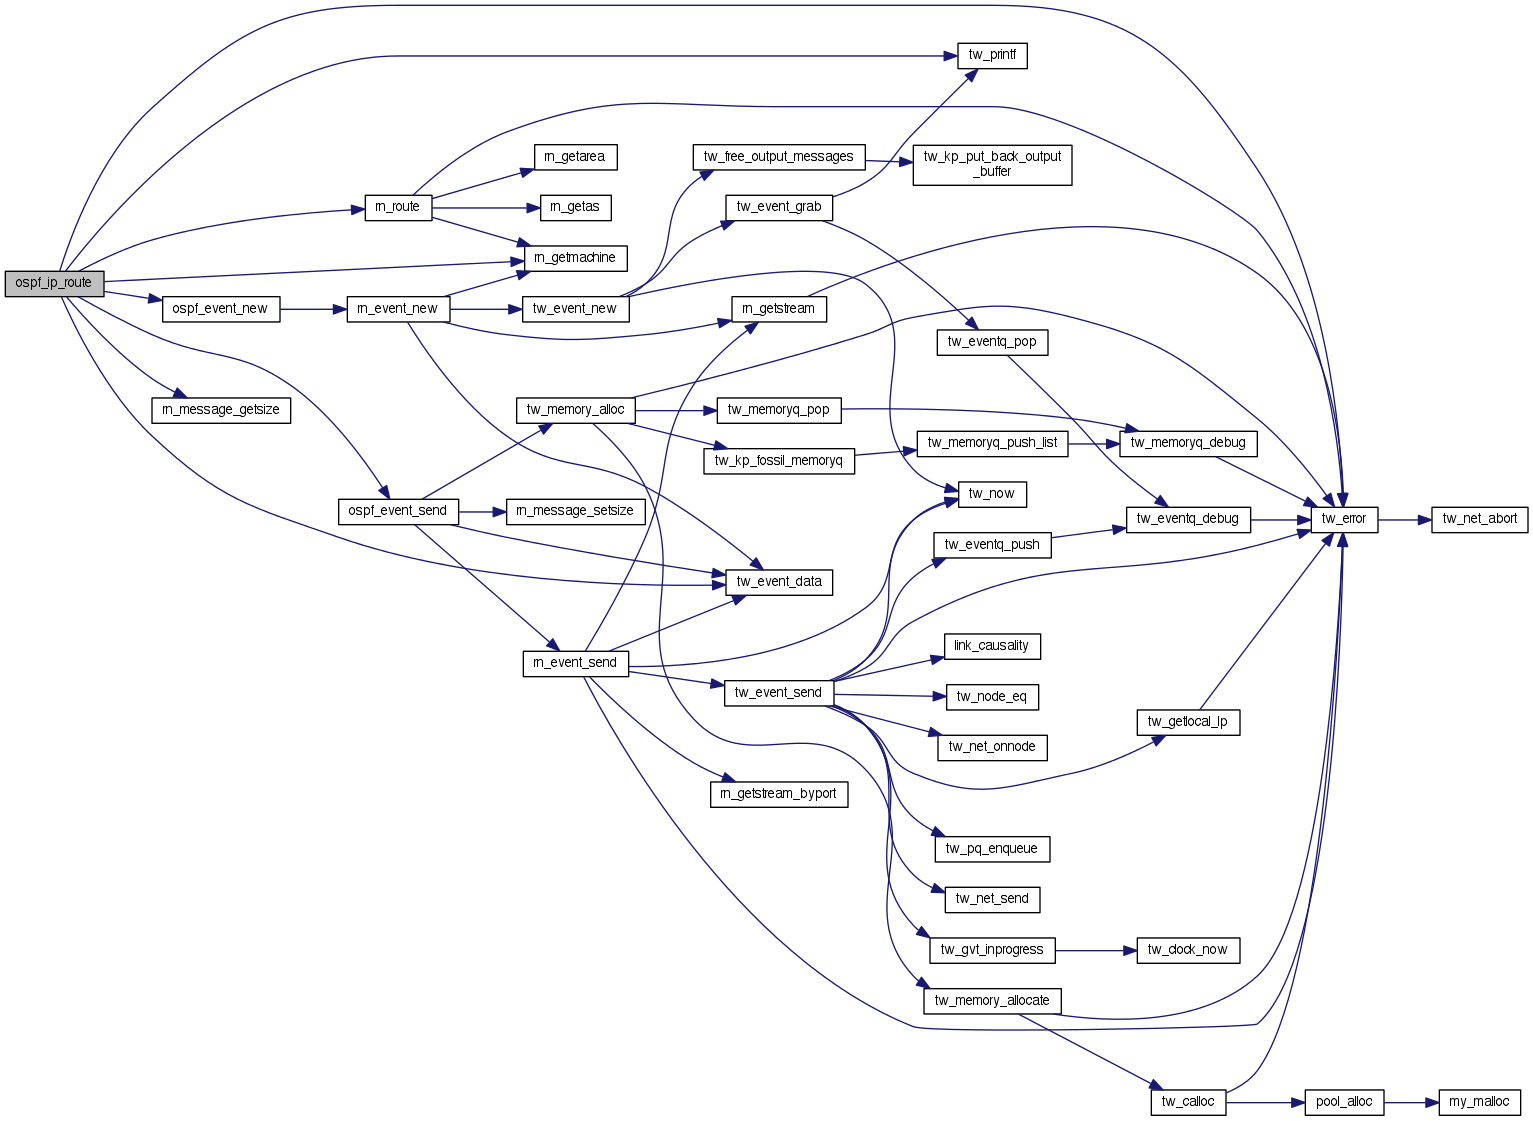 tw_printf
tw_free_output_messages
tw_kp_put_back_output
_buffer
rn_getarea
rn_route
rn_getas
tw_event_grab
rn_getmachine
ospf_ip_route
ospf_event_new
rn_event_new
tw_event_new
rn_getstream
tw_eventq_pop
rn_message_getsize
tw_memory_alloc
tw_memoryq_pop
tw_memoryq_push_list
tw_memoryq_debug
tw_kp_fossil_memoryq
tw_now
ospf_event_send
rn_message_setsize
tw_eventq_debug
tw_error
tw_net_abort
tw_eventq_push
tw_event_data
link_causality
rn_event_send
tw_event_send
tw_node_eq
tw_getlocal_lp
tw_net_onnode
rn_getstream_byport
tw_pq_enqueue
tw_net_send
tw_gvt_inprogress
tw_clock_now
tw_memory_allocate
tw_calloc
pool_alloc
my_malloc